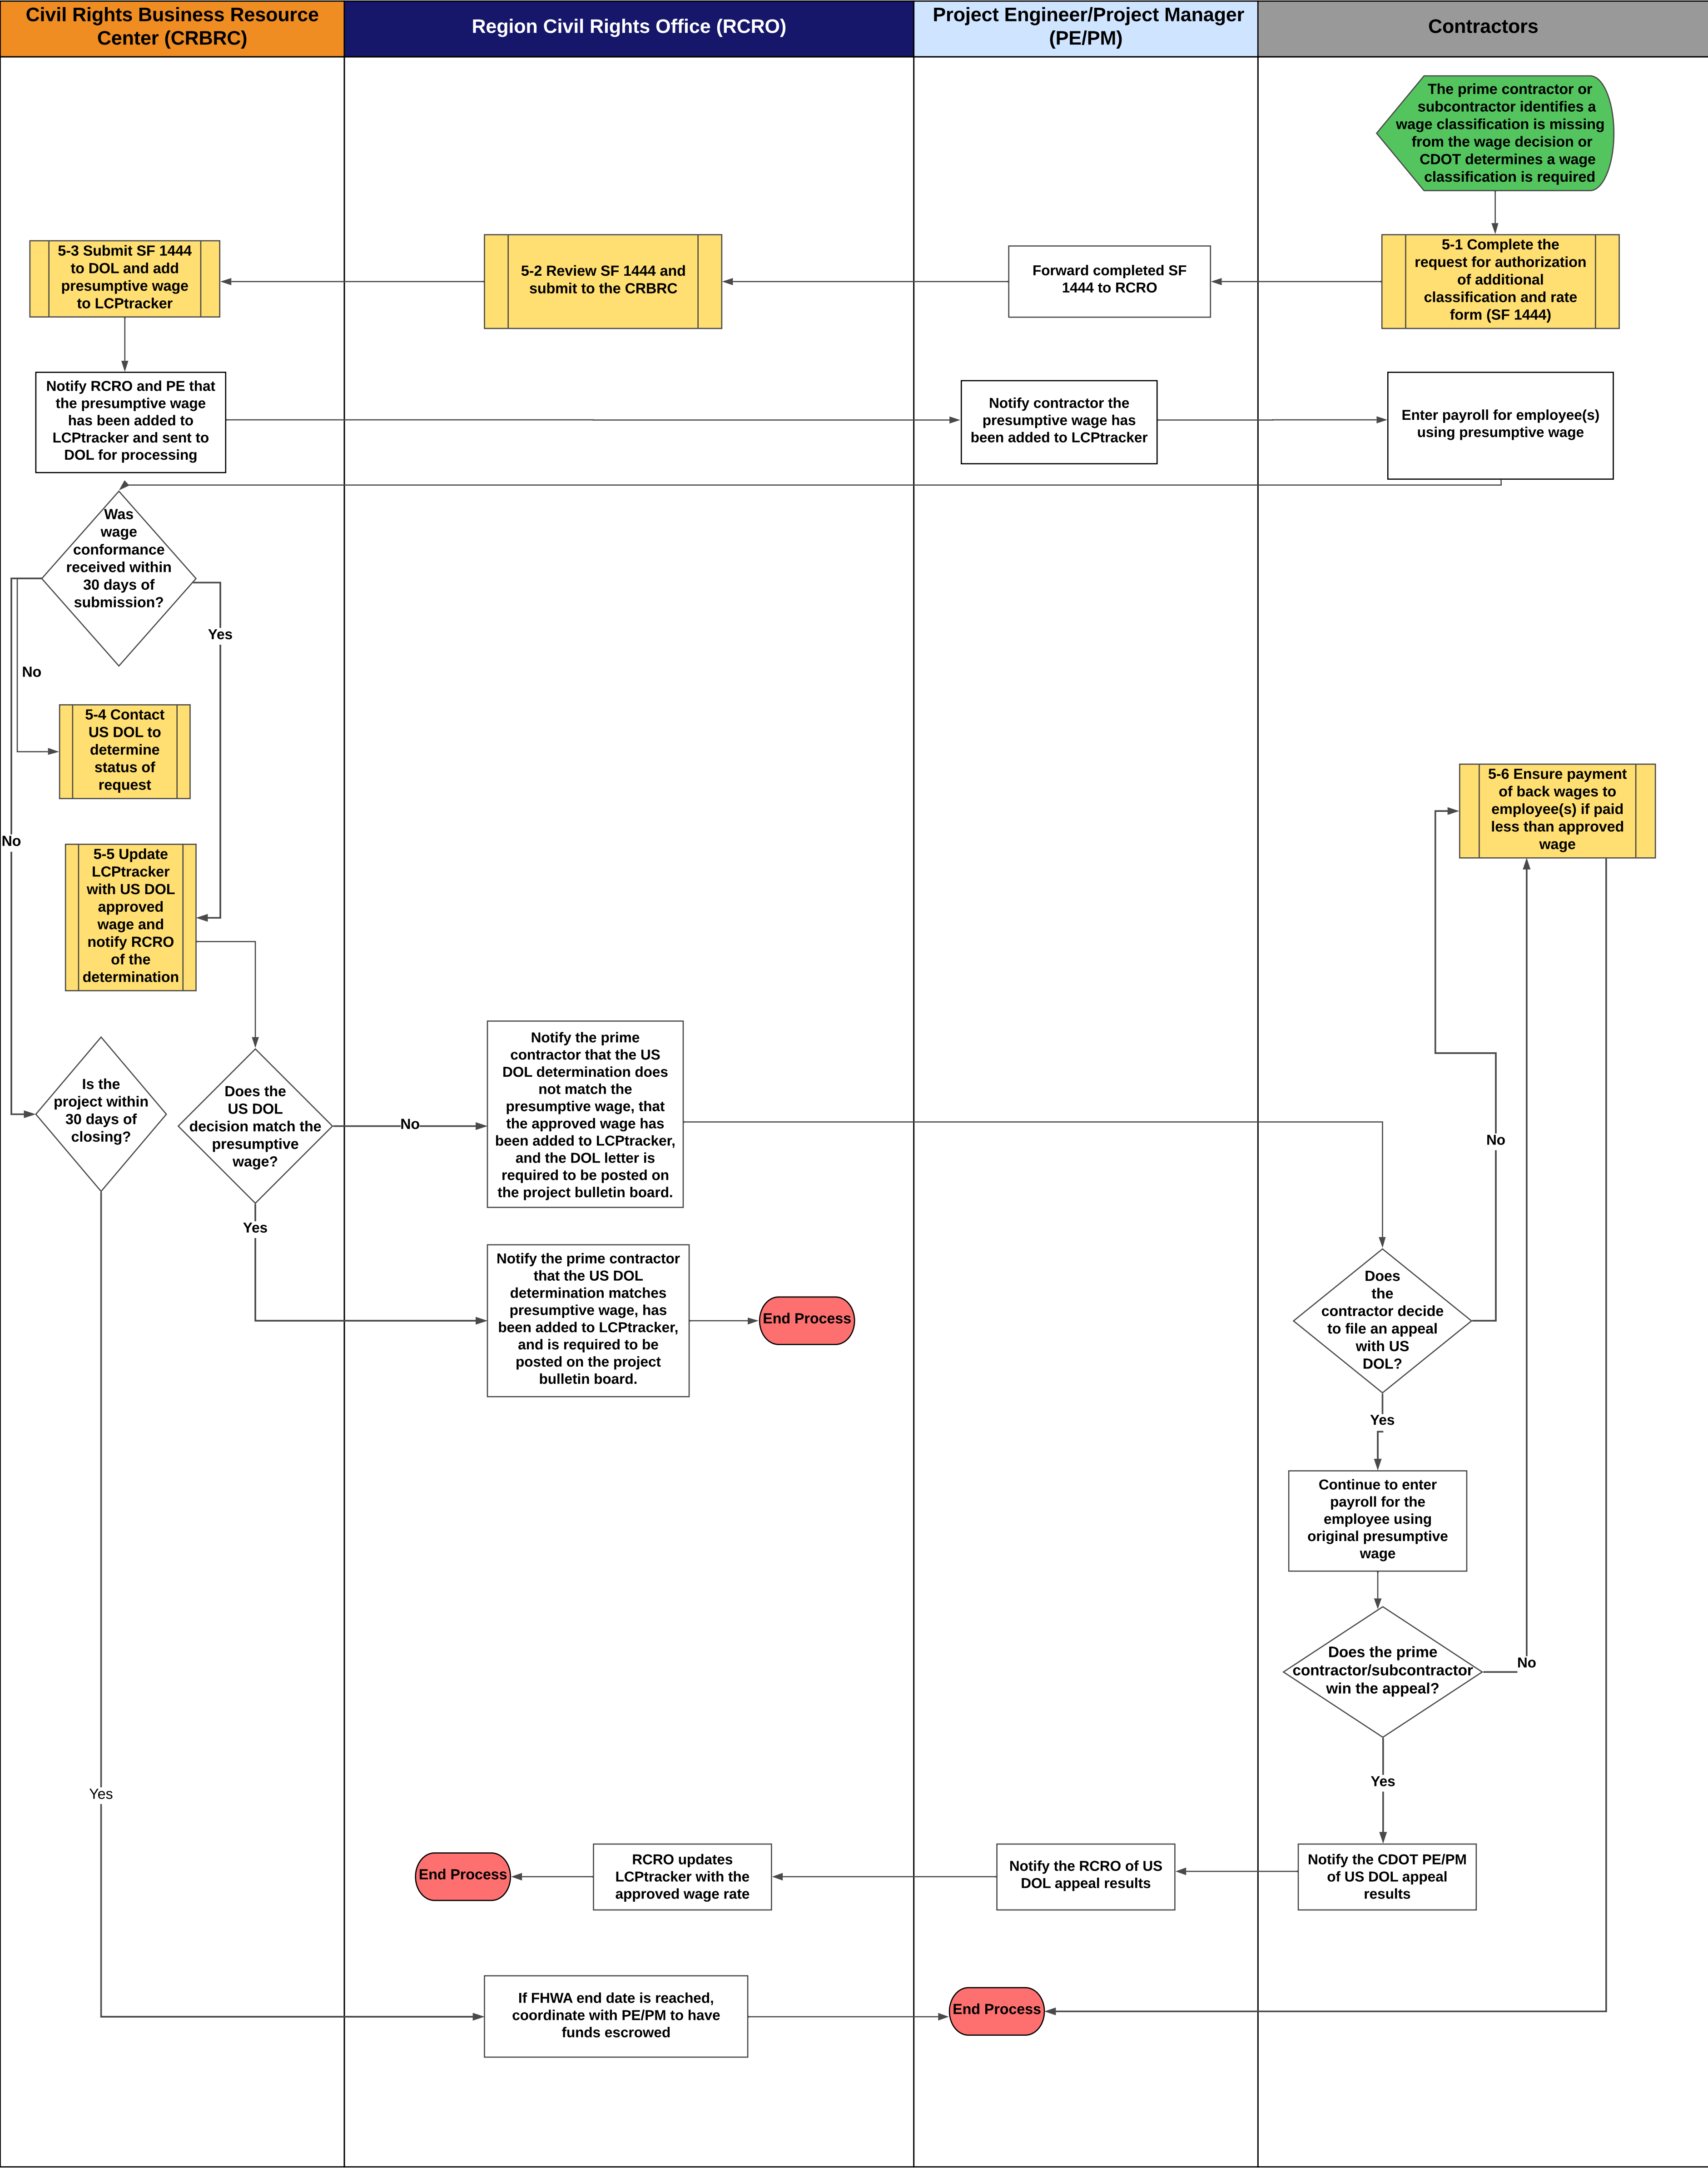 Civil Rights Business Resource
Center (CRBRC)
Region Civil Rights Office (RCRO)
Project Engineer/Project Manager
(PE/PM)
Contractors
The prime contractor or
subcontractor identifies a
wage classification is missing
from the wage decision or
CDOT determines a wage
classification is required
5-3 Submit SF 1444
to DOL and add
presumptive wage
to LCPtracker
5-2 Review SF 1444 and
submit to the CRBRC
Forward completed SF
1444 to RCRO
5-1 Complete the
request for authorization
of additional
classification and rate
form (SF 1444)
Notify RCRO and PE that
the presumptive wage
has been added to
LCPtracker and sent to
DOL for processing
Notify contractor the
presumptive wage has
been added to LCPtracker
Enter payroll for employee(s)
using presumptive wage
Was
wage
conformance
received within
30 days of
submission?
Yes
No
5-4 Contact
US DOL to
determine
status of
request
5-6 Ensure payment
of back wages to
employee(s) if paid
less than approved
wage
No
5-5 Update
LCPtracker
with US DOL
approved
wage and
notify RCRO
of the
determination
Is the
project within
30 days of
closing?
Does the
US DOL
decision match the
presumptive
wage?
No
Notify the prime
contractor that the US
DOL determination does
not match the
presumptive wage, that
the approved wage has
been added to LCPtracker,
and the DOL letter is
required to be posted on
the project bulletin board.
No
Yes
Notify the prime contractor
that the US DOL
determination matches
presumptive wage, has
been added to LCPtracker,
and is required to be
posted on the project
bulletin board.
End Process
Does
the
contractor decide
to file an appeal
with US
DOL?
Yes
Continue to enter
payroll for the
employee using
original presumptive
wage
Does the prime
contractor/subcontractor
win the appeal?
No
Yes
Yes
End Process
RCRO updates
LCPtracker with the
approved wage rate
Notify the RCRO of US
DOL appeal results
Notify the CDOT PE/PM
of US DOL appeal
results
If FHWA end date is reached,
coordinate with PE/PM to have
funds escrowed
End Process